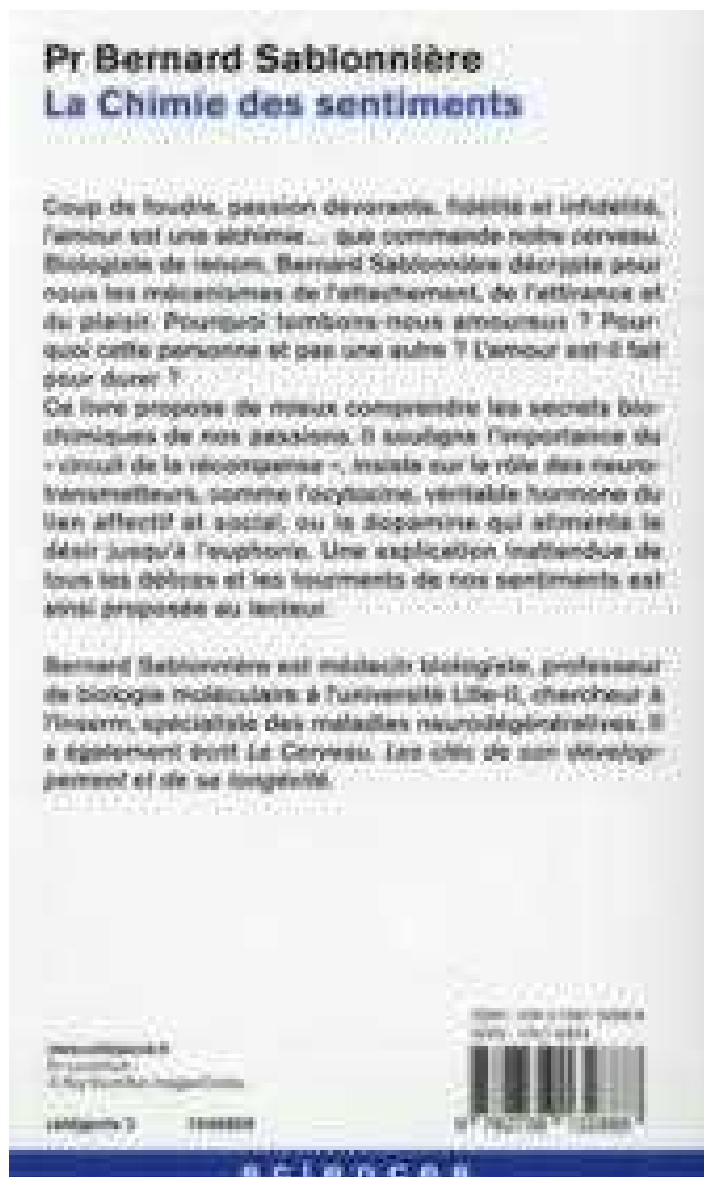 Pr Bernard Sablonnière
La Chimie des sentiments
Coup de foudre, passion dévorante, fidélité et infidélité,
l'amour est une alchimie... que commande notre cerveau.
Biologiste de renom, Bernard Sablonnière décrypte pour
nous les mécanismes de l'attachement, de l'attirance et
du plaisir. Pourquoi tombons-nous amoureux ? Pour-
quoi cette personne et pas une autre ? L'amour est-il fait
pour durer ?
Ce livre propose de mieux comprendre les secrets bio-
chimiques de nos passions. Il souligne l'importance du
« circuit de la récompense », insiste sur le rôle des neuro-
transmetteurs, comme l'ocytocine, véritable hormone du
lien affectif et social, ou la dopamine qui alimente le
désir jusqu'à l'euphorie. Une explication inattendue de
tous les délices et les tourments de nos sentiments est
ainsi proposée au lecteur.
Bernard Sablonnière est médecin biologiste, professeur
de biologie moléculaire à l'université Lille-II, chercheur à
l'Inserm, spécialiste des maladies neurodégénératives. Il
a également écrit Le Cerveau. Les clés de son dévelop-
pement et de sa longévité.
catégorie
sciences